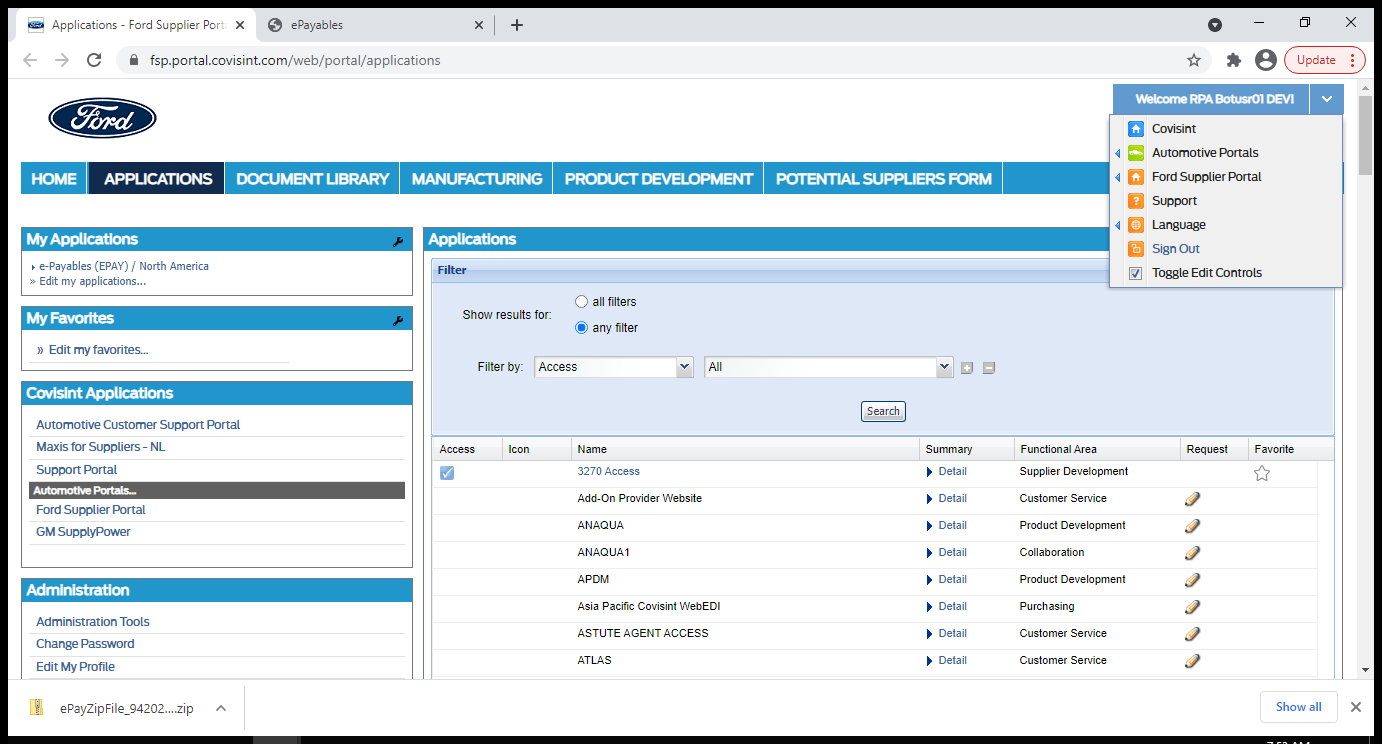 Applications - Ford Supplier Port
ePayables
fsp.portal.covisint.com/web/portal/applications
Update
Ford
Welcome RPA Botusr01 DEVI
Covisint
Automotive Portals
Ford Supplier Portal
Support
Language
Sign Out
Toggle Edit Controls
HOME APPLICATIONS DOCUMENT LIBRARY MANUFACTURING PRODUCT DEVELOPMENT POTENTIAL SUPPLIERS FORM
My Applications
e-Payables (EPAY) / North America
» Edit my applications...
My Favorites
» Edit my favorites...
Covisint Applications
Automotive Customer Support Portal
Maxis for Suppliers - NL
Support Portal
Automotive Portals...
Ford Supplier Portal
GM SupplyPower
Administration
Administration Tools
Change Password
Edit My Profile
Applications
Filter
Show results for:
all filters
any filter
Filter by: Access All
Search
Access Icon Name Summary Functional Area Request Favorite
3270 Access Detail Supplier Development
Add-On Provider Website Detail Customer Service
ANAQUA Detail Product Development
ANAQUA1 Detail Collaboration
APDM Detail Product Development
Asia Pacific Covisint WebEDI Detail Purchasing
ASTUTE AGENT ACCESS Detail Customer Service
ATLAS Detail Customer Service
ePayZipFile_94202....zip
Show all